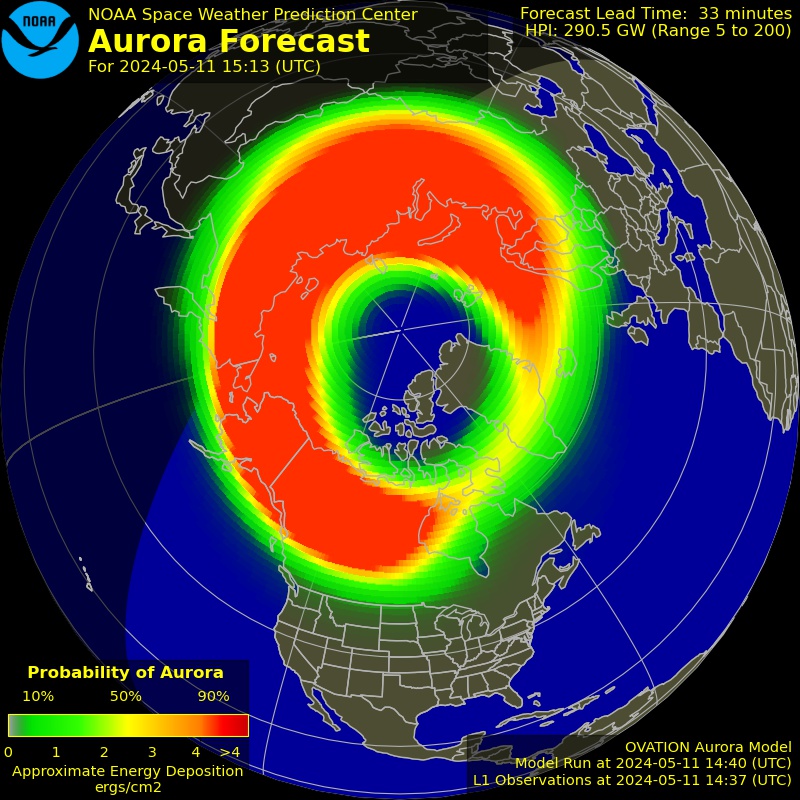 NOAA
NOAA Space Weather Prediction Center
Aurora Forecast
For 2024-05-11 15:13 (UTC)
Forecast Lead Time: 33 minutes
HPI: 290.5 GW (Range 5 to 200)
Probability of Aurora
10% 50% 90%
0 1 2 3 4 >4
Approximate Energy Deposition
ergs/cm2
OVATION Aurora Model
Model Run at 2024-05-11 14:40 (UTC)
L1 Observations at 2024-05-11 14:37 (UTC)